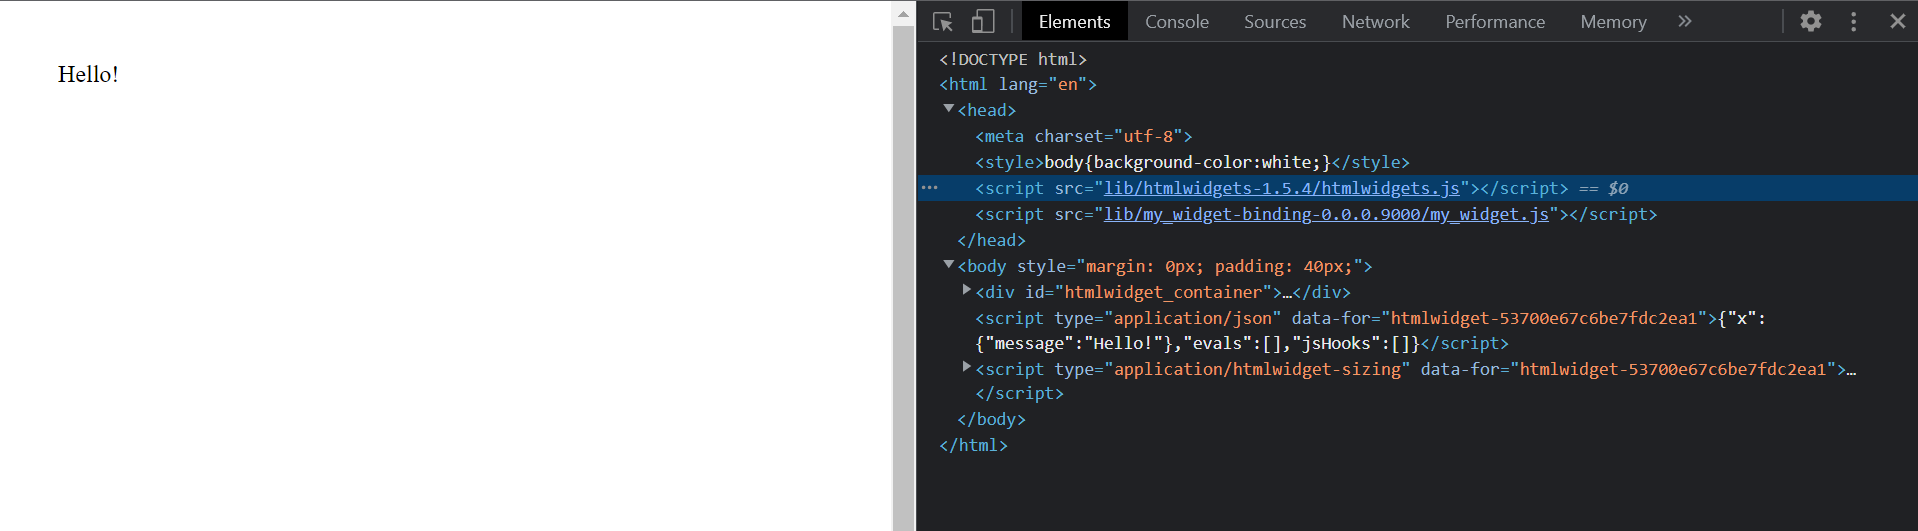 Hello!
Elements Console Sources Network Performance Memory »
<!DOCTYPE html>
<html lang="en">
<head>
<meta charset="utf-8">
<style>body{background-color:white;}</style>
<script src="lib/htmlwidgets-1.5.4/htmlwidgets.js"></script> == $0
<script src="lib/my_widget-binding-0.0.0.9000/my_widget.js"></script>
</head>
<body style="margin: 0px; padding: 40px;">
<div id="htmlwidget_container">…</div>
<script type="application/json" data-for="htmlwidget-53700e67c6be7fdc2ea1">{"x":
{"message":"Hello!"},"evals":[],"jsHooks":[]}</script>
<script type="application/htmlwidget-sizing" data-for="htmlwidget-53700e67c6be7fdc2ea1">…
</script>
</body>
</html>